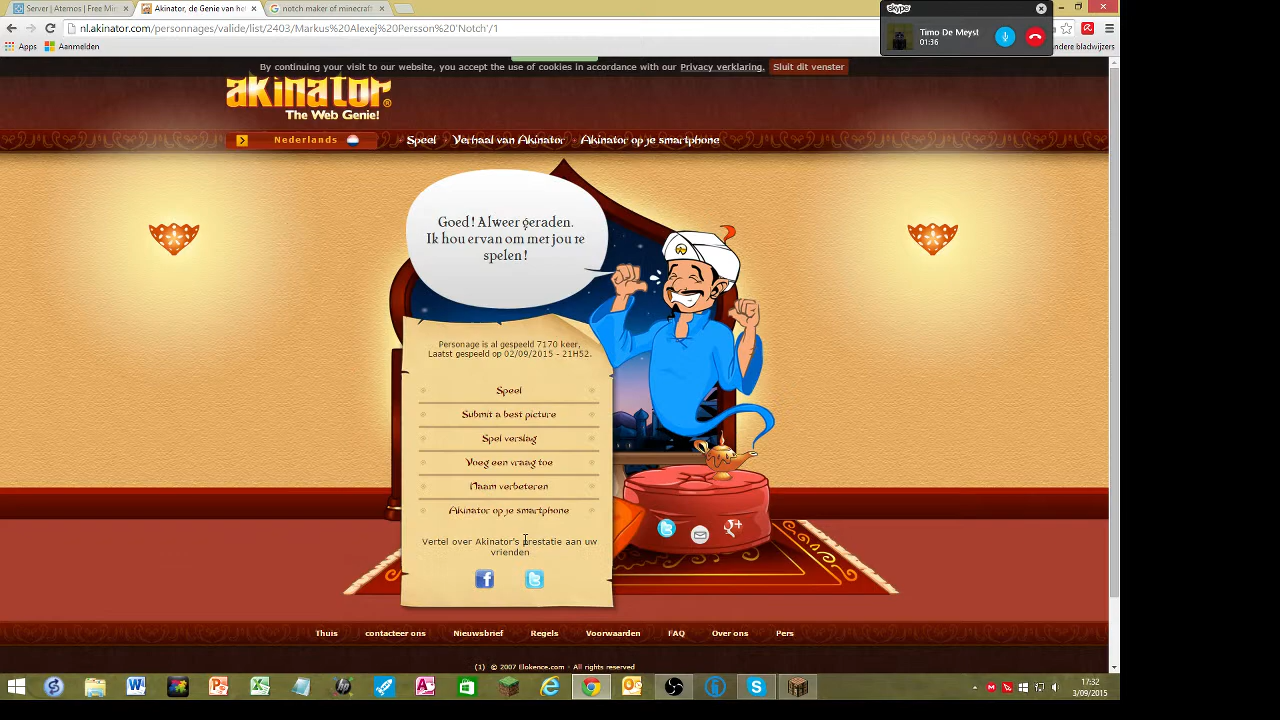 Server | Aternos | Free Min
Akinator, de Genie van het
notch maker of minecraft
nl.akinator.com/personnages/valide/list/2403/Markus%20Alexej%20Persson%20'Notch'/1
Apps
Aanmelden
andere bladwijzers
skype
Timo De Meyst
01:36
By continuing your visit to our website, you accept the use of cookies in accordance with our Privacy verklaring.
Sluit dit venster
akinator®
The Web Genie!
Nederlands
Speel
Verhaal van Akinator
Akinator op je smartphone
Goed! Alweer geraden.
Ik hou ervan om met jou te
spelen!
Personage is al gespeeld 7170 keer,
Laatst gespeeld op 02/09/2015 - 21H52.
Speel
Submit a best picture
Spel verslag
Voeg een vraag toe
Naam verbeteren
Akinator op je smartphone
Vertel over Akinator's prestatie aan uw
vrienden
Thuis
contacteer ons
Nieuwsbrief
Regels
Voorwaarden
FAQ
Over ons
Pers
(1) © 2007 Elokence.com - All rights reserved
17:32
3/09/2015